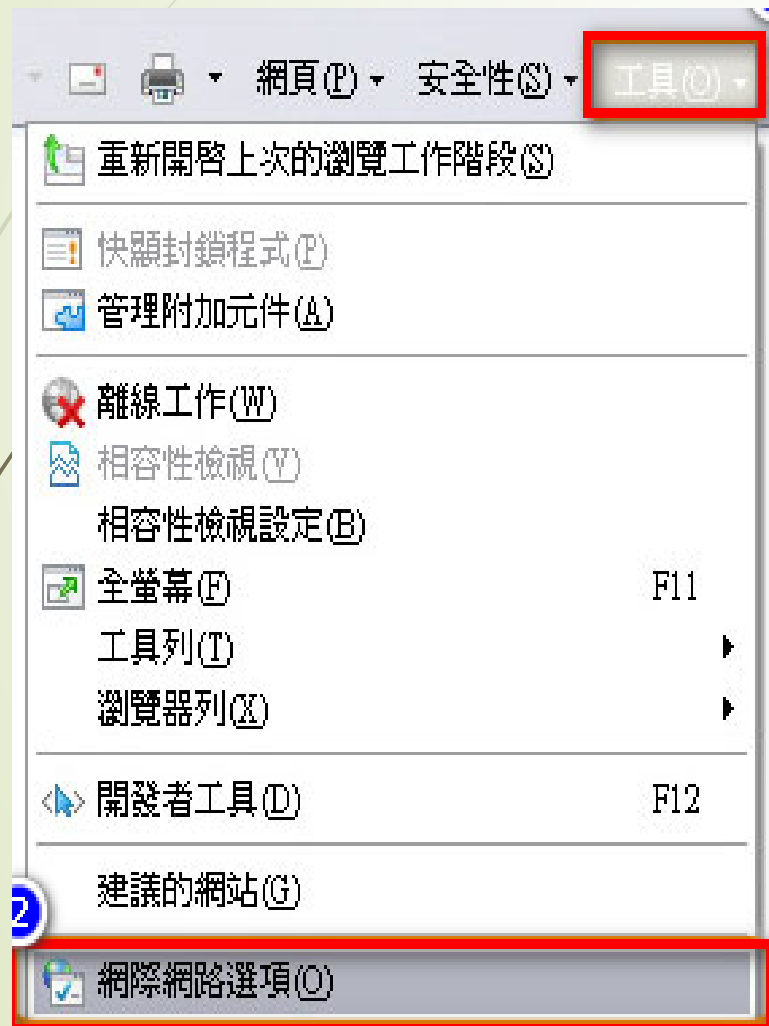 網頁(P) 安全性(S) 工具(O)
重新開啓上次的瀏覽工作階段(S)
快顯封鎖程式(P)
管理附加元件(A)
離線工作(W)
相容性檢視(V)
相容性檢視設定(B)
全螢幕(F) F11
工具列(T)
瀏覽器列(X)
開發者工具(D) F12
建議的網站(G)
2
網際網路選項(O)